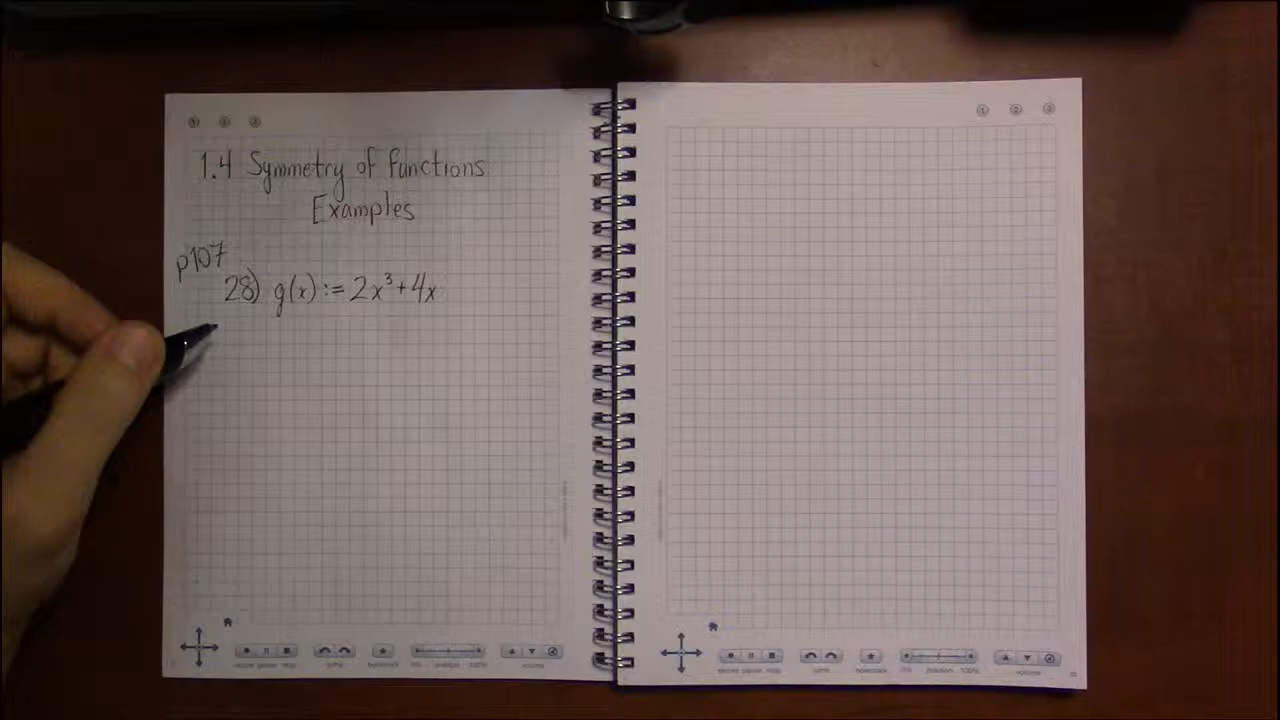 1.4 Symmetry of functions
Examples
p107
28) g(x) := 2x³+4x